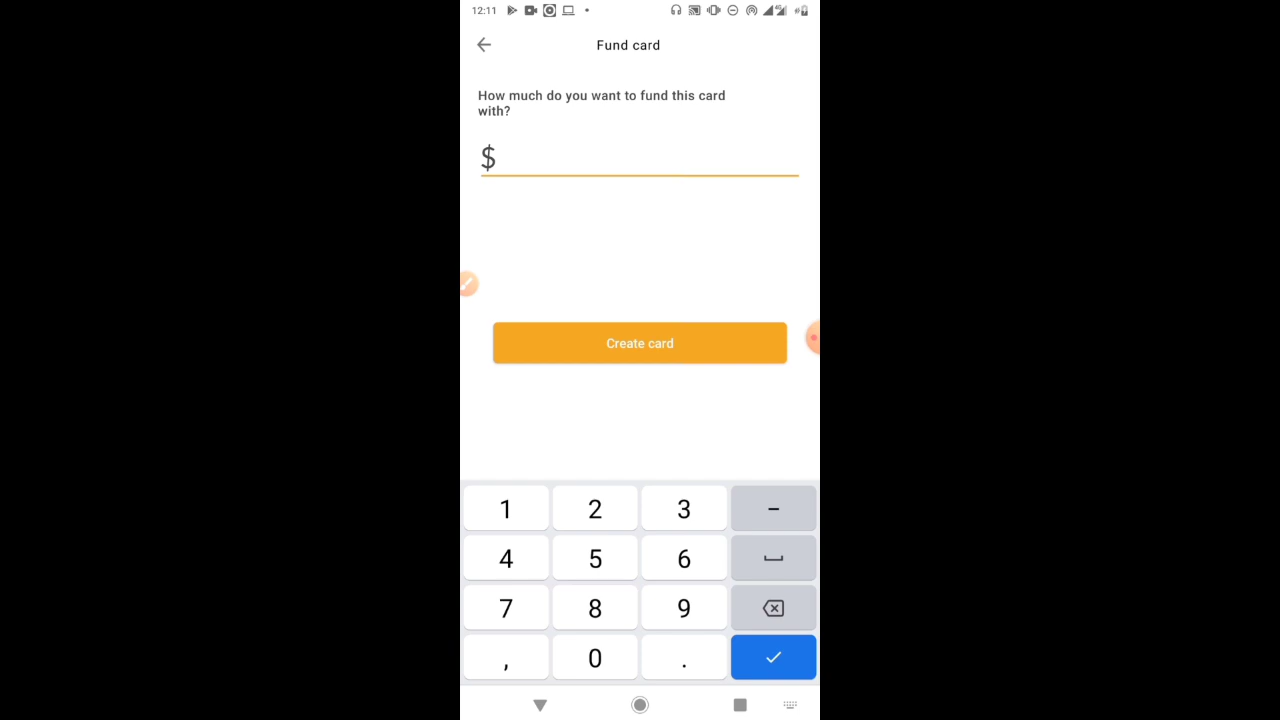 12:11
Fund card
How much do you want to fund this card
with?
$
Create card
1 2 3 -
4 5 6
7 8 9
, 0 .